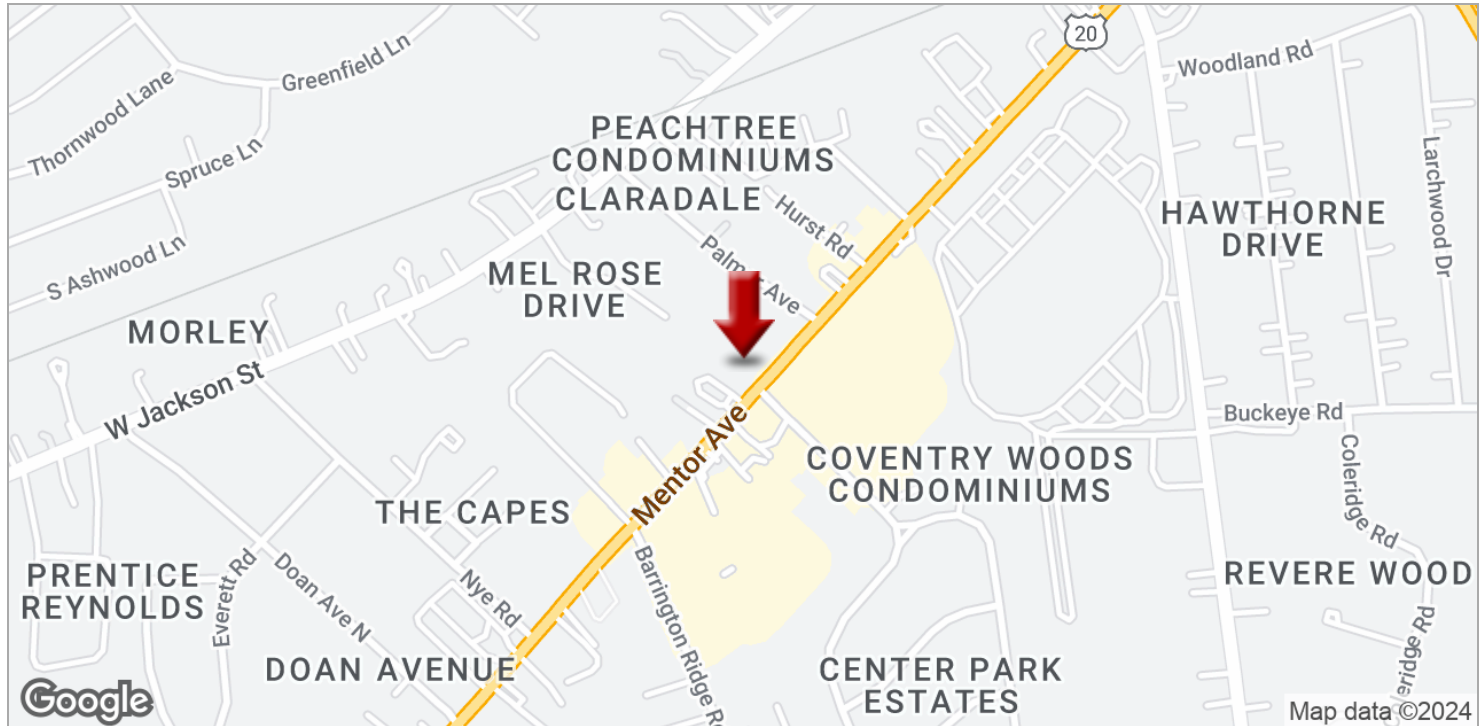 20
Woodland Rd
Greenfield Ln
Thornwood Lane
PEACHTREE
CONDOMINIUMS
Spruce Ln
CLARADALE
Larchwood Dr
Hurst Rd
HAWTHORNE
DRIVE
S Ashwood Ln
Palmer Ave
MEL ROSE
DRIVE
MORLEY
W Jackson St
Buckeye Rd
Mentor Ave
COVENTRY WOODS
CONDOMINIUMS
Coleridge Rd
THE CAPES
PRENTICE
REYNOLDS
Everett Rd
Doan Ave N
Nye Rd
Barrington Ridge Rd
REVERE WOOD
DOAN AVENUE
CENTER PARK
ESTATES
Google
Map data ©2024